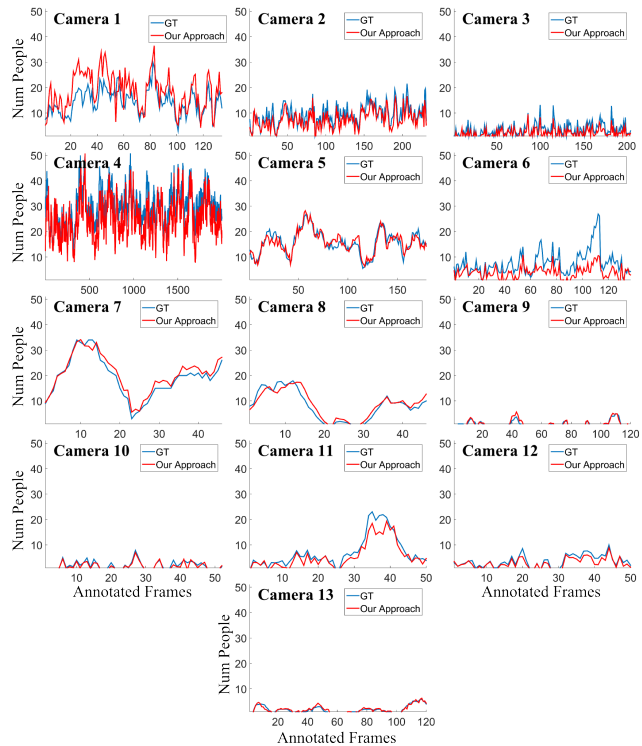 Camera 1
GT
Our Approach
Num People
50
40
30
20
10
20 40 60 80 100 120
Camera 2
GT
Our Approach
50
40
30
20
10
50 100 150 200
Camera 3
GT
Our Approach
50
40
30
20
10
50 100 150 200
Camera 4
GT
Our Approach
Num People
50
40
30
20
10
500 1000 1500
Camera 5
GT
Our Approach
50
40
30
20
10
50 100 150
Camera 6
GT
Our Approach
50
40
30
20
10
20 40 60 80 100 120
Camera 7
GT
Our Approach
Num People
50
40
30
20
10
10 20 30 40
Camera 8
GT
Our Approach
50
40
30
20
10
10 20 30 40
Camera 9
GT
Our Approach
50
40
30
20
10
20 40 60 80 100 120
Camera 10
GT
Our Approach
Num People
50
40
30
20
10
10 20 30 40 50
Annotated Frames
Camera 11
GT
Our Approach
50
40
30
20
10
10 20 30 40 50
Camera 12
GT
Our Approach
50
40
30
20
10
10 20 30 40 50
Annotated Frames
Camera 13
GT
Our Approach
Num People
50
40
30
20
10
20 40 60 80 100 120
Annotated Frames